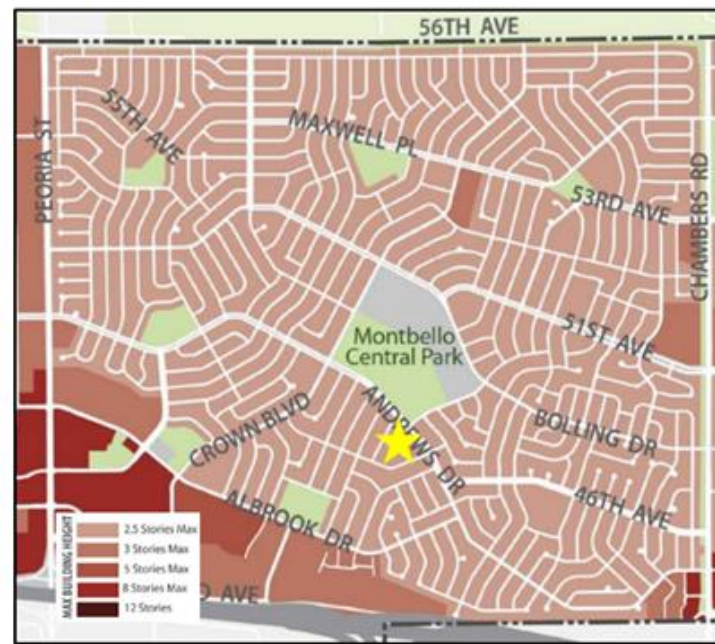 56TH AVE
55TH AVE
MAXWELL PL
PEORIA ST
53RD AVE
CHAMBERS RD
51ST AVE
Montbello
Central Park
CROWN BLVD
ANDREWS DR
BOLLING DR
46TH AVE
ALBROOK DR
MAX BUILDING HEIGHT
2.5 Stories Max
3 Stories Max
5 Stories Max
8 Stories Max
12 Stories
D AVE